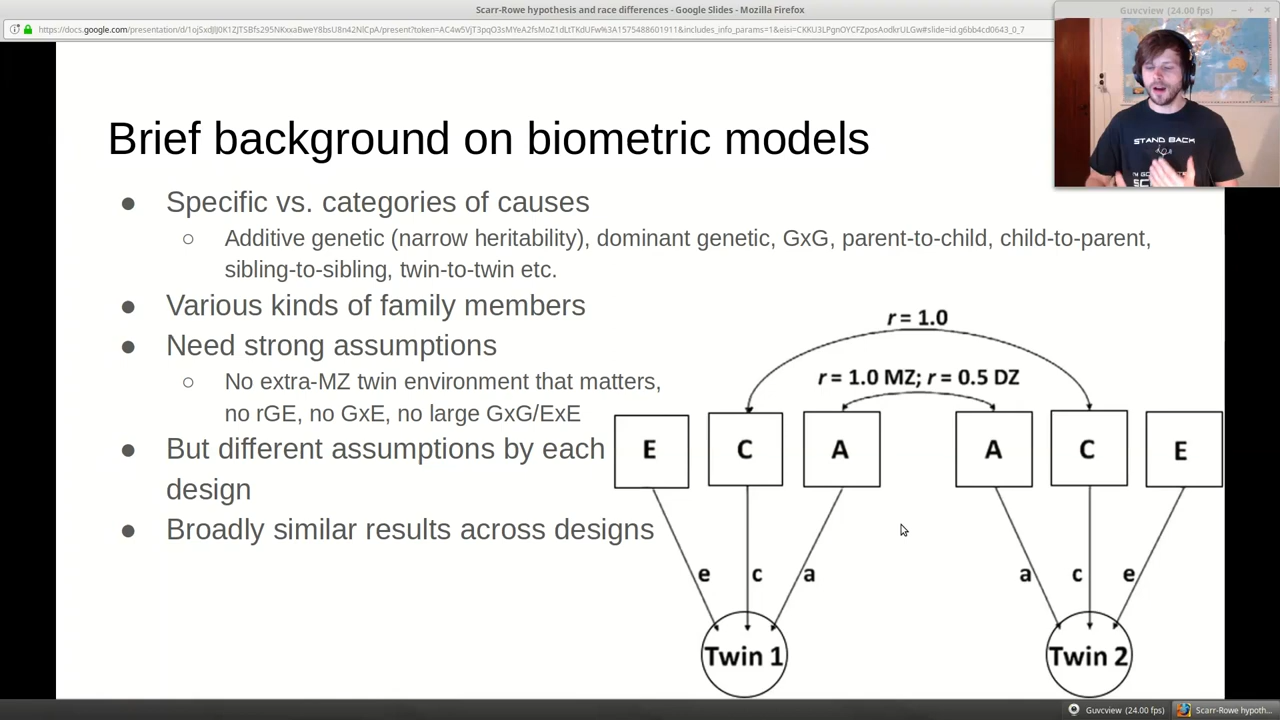 Scarr-Rowe hypothesis and race differences - Google Slides - Mozilla Firefox
Guvcview (24.00 fps)
STAND BACK
Brief background on biometric models
● Specific vs. categories of causes
○ Additive genetic (narrow heritability), dominant genetic, GxG, parent-to-child, child-to-parent,
sibling-to-sibling, twin-to-twin etc.
● Various kinds of family members
● Need strong assumptions
○ No extra-MZ twin environment that matters,
no rGE, no GxE, no large GxG/ExE
● But different assumptions by each
design
● Broadly similar results across designs
r = 1.0
r = 1.0 MZ; r = 0.5 DZ
E C A A C E
e c a a c e
Twin 1 Twin 2
Guvcview (24.00 fps) Scarr-Rowe hypoth...